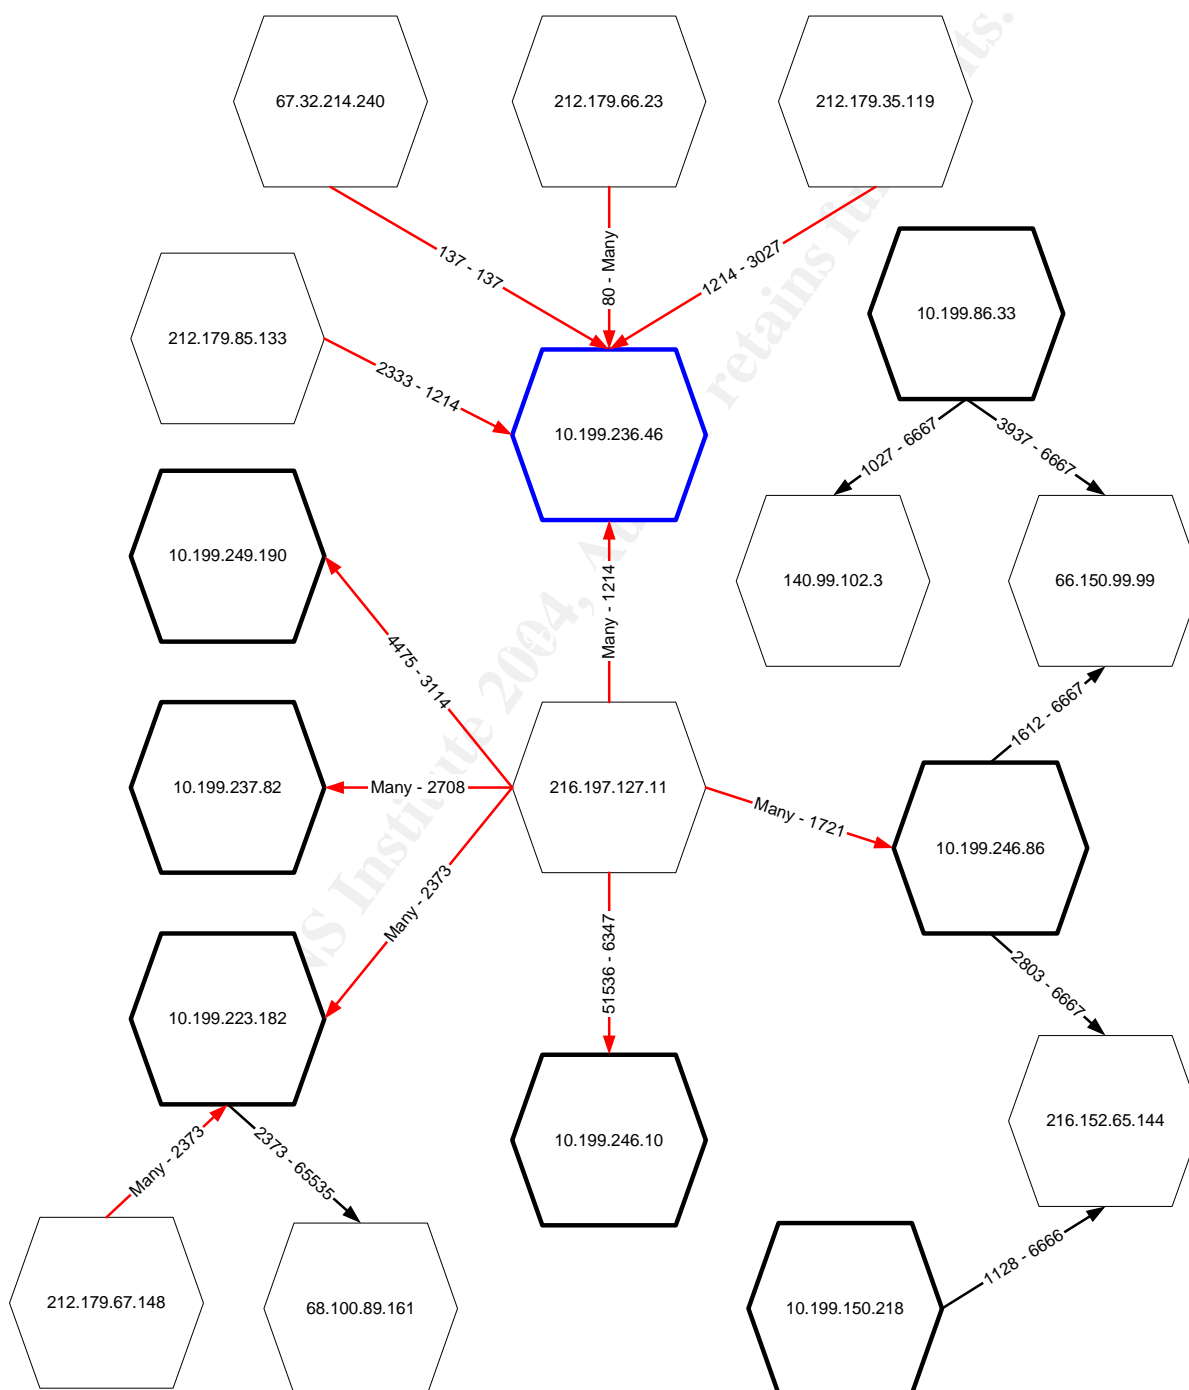 67.32.214.240
212.179.66.23
212.179.35.119
137 - 137
80 - Many
1214 - 3027
10.199.86.33
212.179.85.133
2333 - 1214
10.199.236.46
1027 - 6667
3937 - 6667
10.199.249.190
140.99.102.3
66.150.99.99
4475 - 3114
Many - 1214
1612 - 6667
10.199.237.82
Many - 2708
216.197.127.11
Many - 1721
10.199.246.86
Many - 2373
51536 - 6347
2803 - 6667
10.199.223.182
10.199.246.10
216.152.65.144
Many - 2373
2373 - 65535
1128 - 6666
212.179.67.148
68.100.89.161
10.199.150.218
Institute 2004,
retains